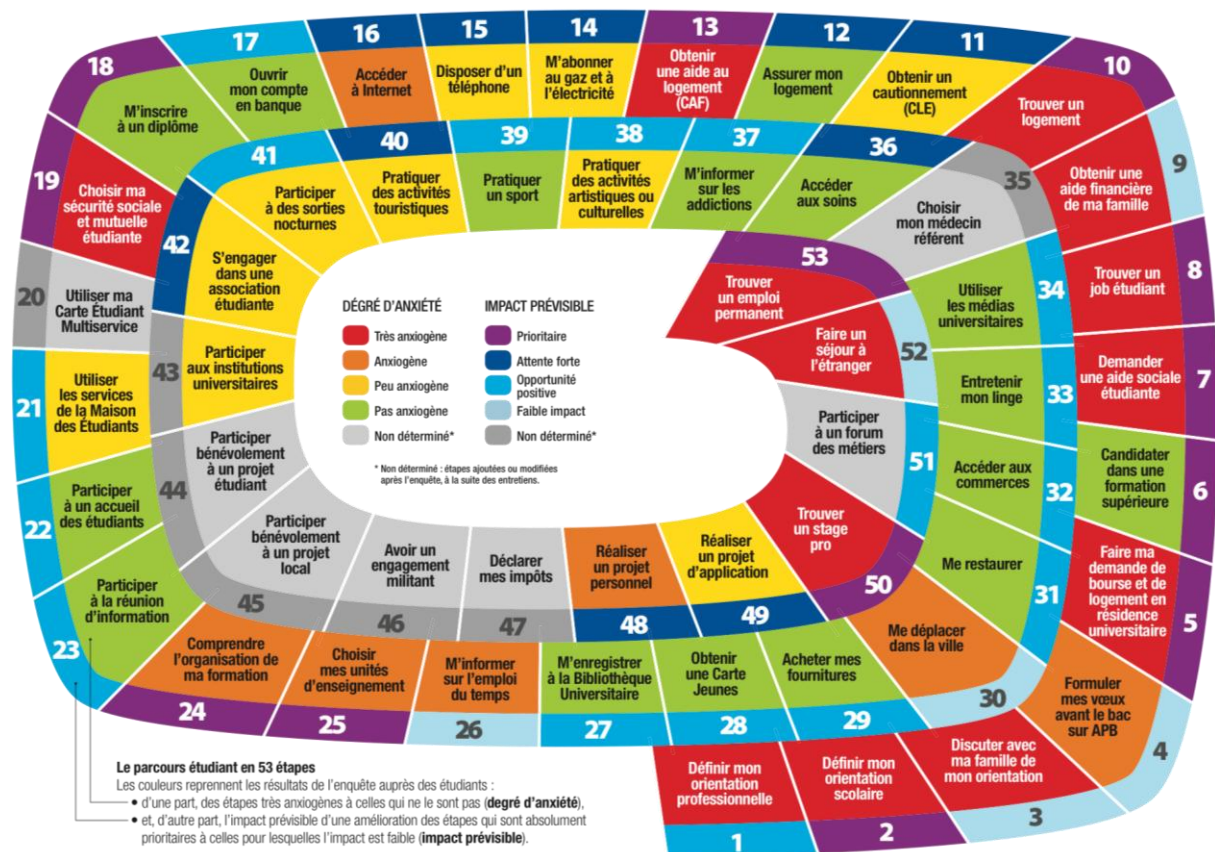 1
Définir mon
orientation
professionnelle
2
Définir mon
orientation
scolaire
3
Discuter avec
ma famille de
mon orientation
4
Formuler
mes vœux
avant le bac
sur APB
5
Faire ma
demande de
bourse et de
logement en
résidence
universitaire
6
Candidater
dans une
formation
supérieure
7
Demander
une aide sociale
étudiante
8
Trouver un
job étudiant
9
Obtenir une
aide financière
de ma famille
10
Trouver un
logement
11
Obtenir un
cautionnement
(CLE)
12
Assurer mon
logement
13
Obtenir
une aide au
logement
(CAF)
14
M'abonner
au gaz et à
l'électricité
15
Disposer d'un
téléphone
16
Accéder
à Internet
17
Ouvrir
mon compte
en banque
18
M'inscrire
à un diplôme
19
Choisir ma
sécurité sociale
et mutuelle
étudiante
20
Utiliser ma
Carte Étudiant
Multiservice
21
Utiliser
les services
de la Maison
des Étudiants
22
Participer
à un accueil
des étudiants
23
Participer
à la réunion
d'information
24
Comprendre
l'organisation de
ma formation
25
Choisir
mes unités
d'enseignement
26
M'informer
sur l'emploi
du temps
27
M'enregistrer
à la Bibliothèque
Universitaire
28
Obtenir
une Carte
Jeunes
29
Acheter mes
fournitures
30
Me déplacer
dans la ville
31
Me restaurer
32
Accéder aux
commerces
33
Entretenir
mon linge
34
Utiliser
les médias
universitaires
35
Choisir
mon médecin
référent
36
Accéder
aux soins
37
M'informer
sur les
addictions
38
Pratiquer
des activités
artistiques ou
culturelles
39
Pratiquer
un sport
40
Pratiquer
des activités
touristiques
41
Participer
à des sorties
nocturnes
42
S'engager
dans une
association
étudiante
43
Participer
aux institutions
universitaires
44
Participer
bénévolement
à un projet
étudiant
45
Participer
bénévolement
à un projet
local
46
Avoir un
engagement
militant
47
Déclarer
mes impôts
48
Réaliser
un projet
personnel
49
Réaliser
un projet
d'application
50
Trouver
un stage
pro
51
Participer
à un forum
des métiers
52
Faire un
séjour à
l'étranger
53
Trouver
un emploi
permanent
DÉGRÉ D'ANXIÉTÉ
Très anxiogène
Anxiogène
Peu anxiogène
Pas anxiogène
Non déterminé*
IMPACT PRÉVISIBLE
Prioritaire
Attente forte
Opportunité
positive
Faible impact
Non déterminé*
* Non déterminé : étapes ajoutées ou modifiées
après l'enquête, à la suite des entretiens.
Le parcours étudiant en 53 étapes
Les couleurs reprennent les résultats de l'enquête auprès des étudiants :
• d'une part, des étapes très anxiogènes à celles qui ne le sont pas (degré d'anxiété),
• et, d'autre part, l'impact prévisible d'une amélioration des étapes qui sont absolument
prioritaires à celles pour lesquelles l'impact est faible (impact prévisible).